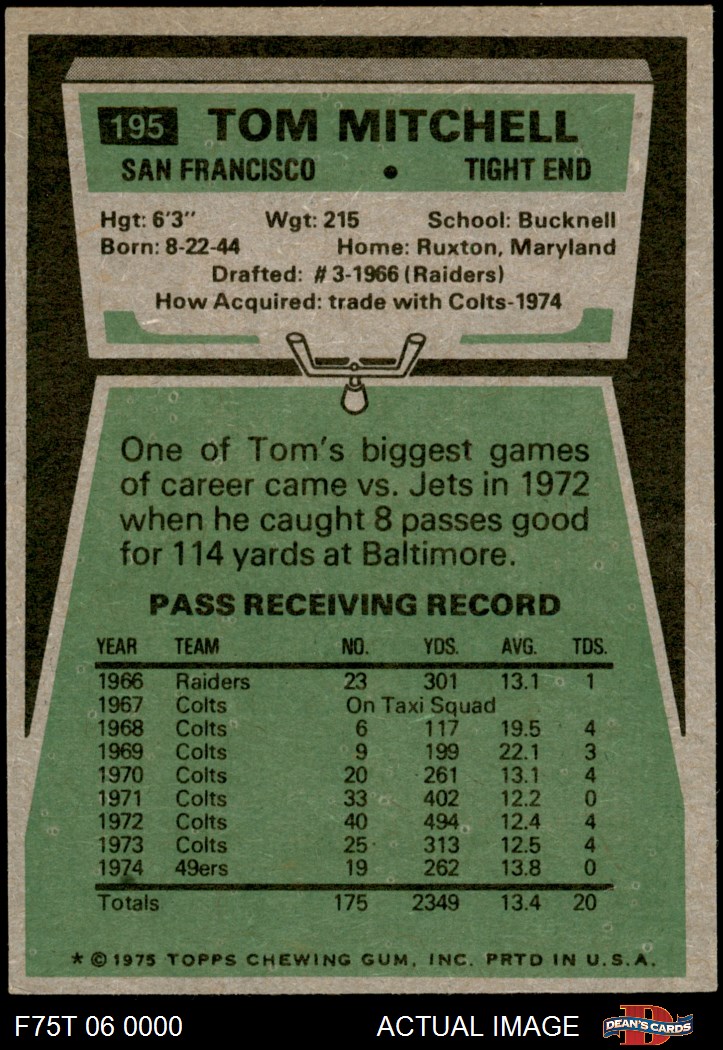 195 TOM MITCHELL
SAN FRANCISCO • TIGHT END
Hgt: 6'3" Wgt: 215 School: Bucknell
Born: 8-22-44 Home: Ruxton, Maryland
Drafted: #3-1966 (Raiders)
How Acquired: trade with Colts-1974
One of Tom's biggest games
of career came vs. Jets in 1972
when he caught 8 passes good
for 114 yards at Baltimore.
PASS RECEIVING RECORD
YEAR TEAM NO. YDS. AVG. TDS.
1966 Raiders 23 301 13.1 1
1967 Colts On Taxi Squad
1968 Colts 6 117 19.5 4
1969 Colts 9 199 22.1 3
1970 Colts 20 261 13.1 4
1971 Colts 33 402 12.2 0
1972 Colts 40 494 12.4 4
1973 Colts 25 313 12.5 4
1974 49ers 19 262 13.8 0
Totals 175 2349 13.4 20
* © 1975 TOPPS CHEWING GUM, INC. PRTD IN U.S.A.
F75T 06 0000 ACTUAL IMAGE D DEAN'S CARDS